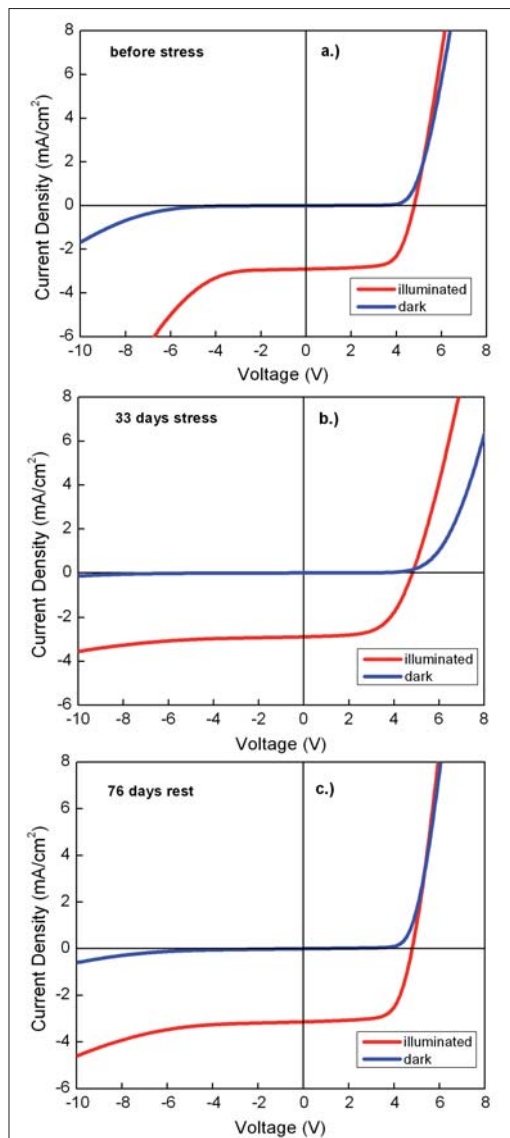 before stress
a.)
8
6
4
2
0
-2
-4
-6
Current Density (mA/cm²)
illuminated
dark
-10 -8 -6 -4 -2 0 2 4 6 8
Voltage (V)
33 days stress
b.)
8
6
4
2
0
-2
-4
-6
Current Density (mA/cm²)
illuminated
dark
-10 -8 -6 -4 -2 0 2 4 6 8
Voltage (V)
76 days rest
c.)
8
6
4
2
0
-2
-4
-6
Current Density (mA/cm²)
illuminated
dark
-10 -8 -6 -4 -2 0 2 4 6 8
Voltage (V)